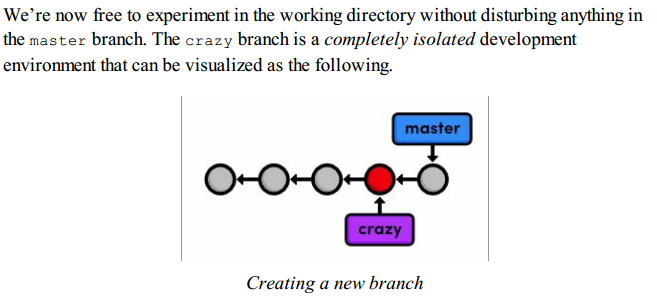 We’re now free to experiment in the working directory without disturbing anything in
the master branch. The crazy branch is a completely isolated development
environment that can be visualized as the following.
master
crazy
Creating a new branch